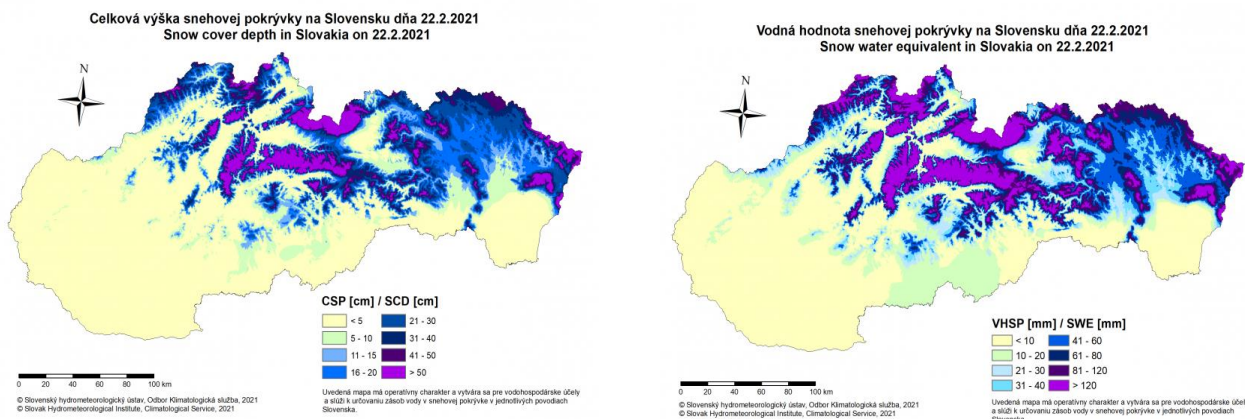 Celková výška snehovej pokrývky na Slovensku dňa 22.2.2021
Snow cover depth in Slovakia on 22.2.2021
N
CSP [cm] / SCD [cm]
< 5
21 - 30
5 - 10
31 - 40
11 - 15
41 - 50
16 - 20
> 50
0 20 40 60 80 100 km
© Slovenský hydrometeorologický ústav, Odbor Klimatologická služba, 2021
© Slovak Hydrometeorological Institute, Climatological Service, 2021
Uvedená mapa má operatívny charakter a vytvára sa pre vodohospodárske účely
a slúži k určovaniu zásob vody v snehovej pokrývke v jednotlivých povodiach
Slovenska.
Vodná hodnota snehovej pokrývky na Slovensku dňa 22.2.2021
Snow water equivalent in Slovakia on 22.2.2021
N
VHSP [mm] / SWE [mm]
< 10
41 - 60
10 - 20
61 - 80
21 - 30
81 - 120
31 - 40
> 120
0 20 40 60 80 100 km
© Slovenský hydrometeorologický ústav, Odbor Klimatologická služba, 2021
© Slovak Hydrometeorological Institute, Climatological Service, 2021
Uvedená mapa má operatívny charakter a vytvára sa pre vodohospodárske účel
a slúži k určovaniu zásob vody v snehovej pokrývke v jednotlivých povodiach